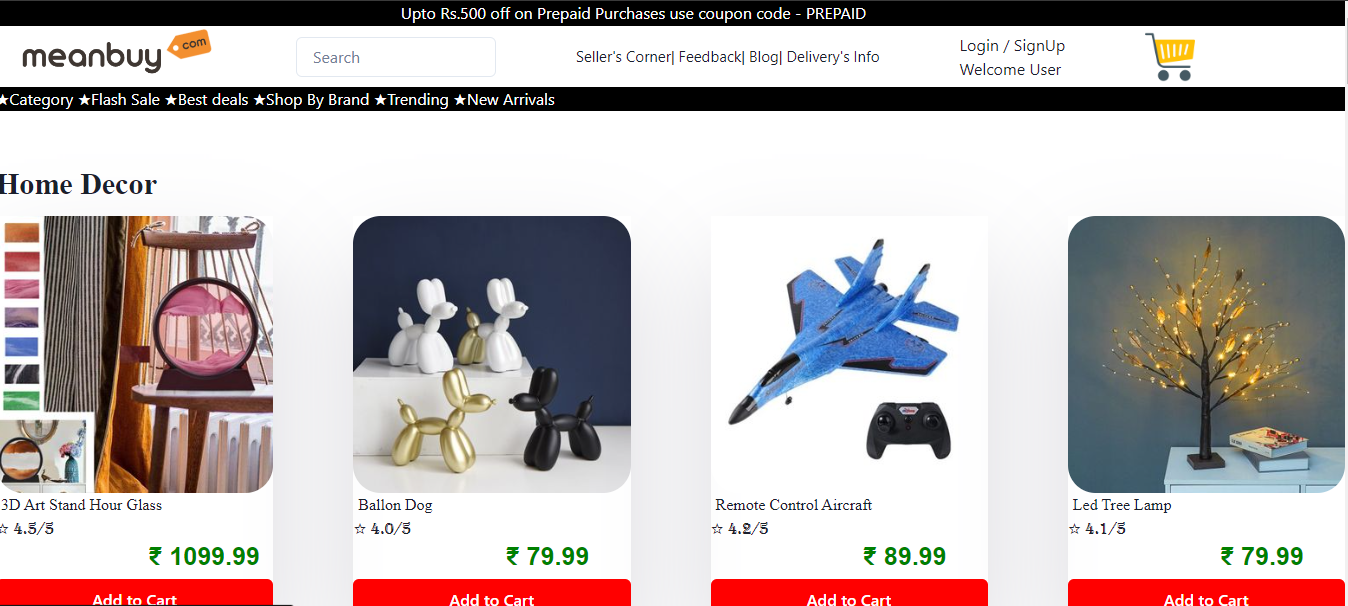 Upto Rs.500 off on Prepaid Purchases use coupon code - PREPAID
meanbuy .com
Search
Seller's Corner| Feedback| Blog| Delivery's Info
Login / SignUp
Welcome User
★Category ★Flash Sale ★Best deals ★Shop By Brand ★Trending ★New Arrivals
Home Decor
3D Art Stand Hour Glass
☆ 4.5/5
₹ 1099.99
Add to Cart
Ballon Dog
☆ 4.0/5
₹ 79.99
Add to Cart
Remote Control Aircraft
☆ 4.2/5
₹ 89.99
Add to Cart
Led Tree Lamp
☆ 4.1/5
₹ 79.99
Add to Cart